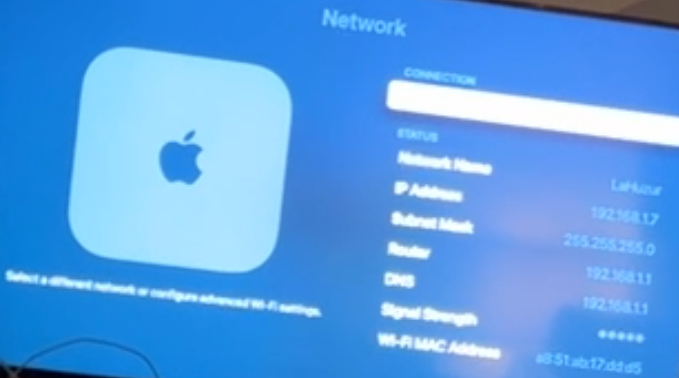 Network
CONNECTION
STATUS
Network Name LaHuzur
IP Address 192.168.1.7
Subnet Mask 255.255.255.0
Router 192.168.1.1
DNS 192.168.1.1
Signal Strength •••••
Wi-Fi MAC Address a8:51:ab:17:dd:d5
Select a different network or configure advanced Wi-Fi settings.